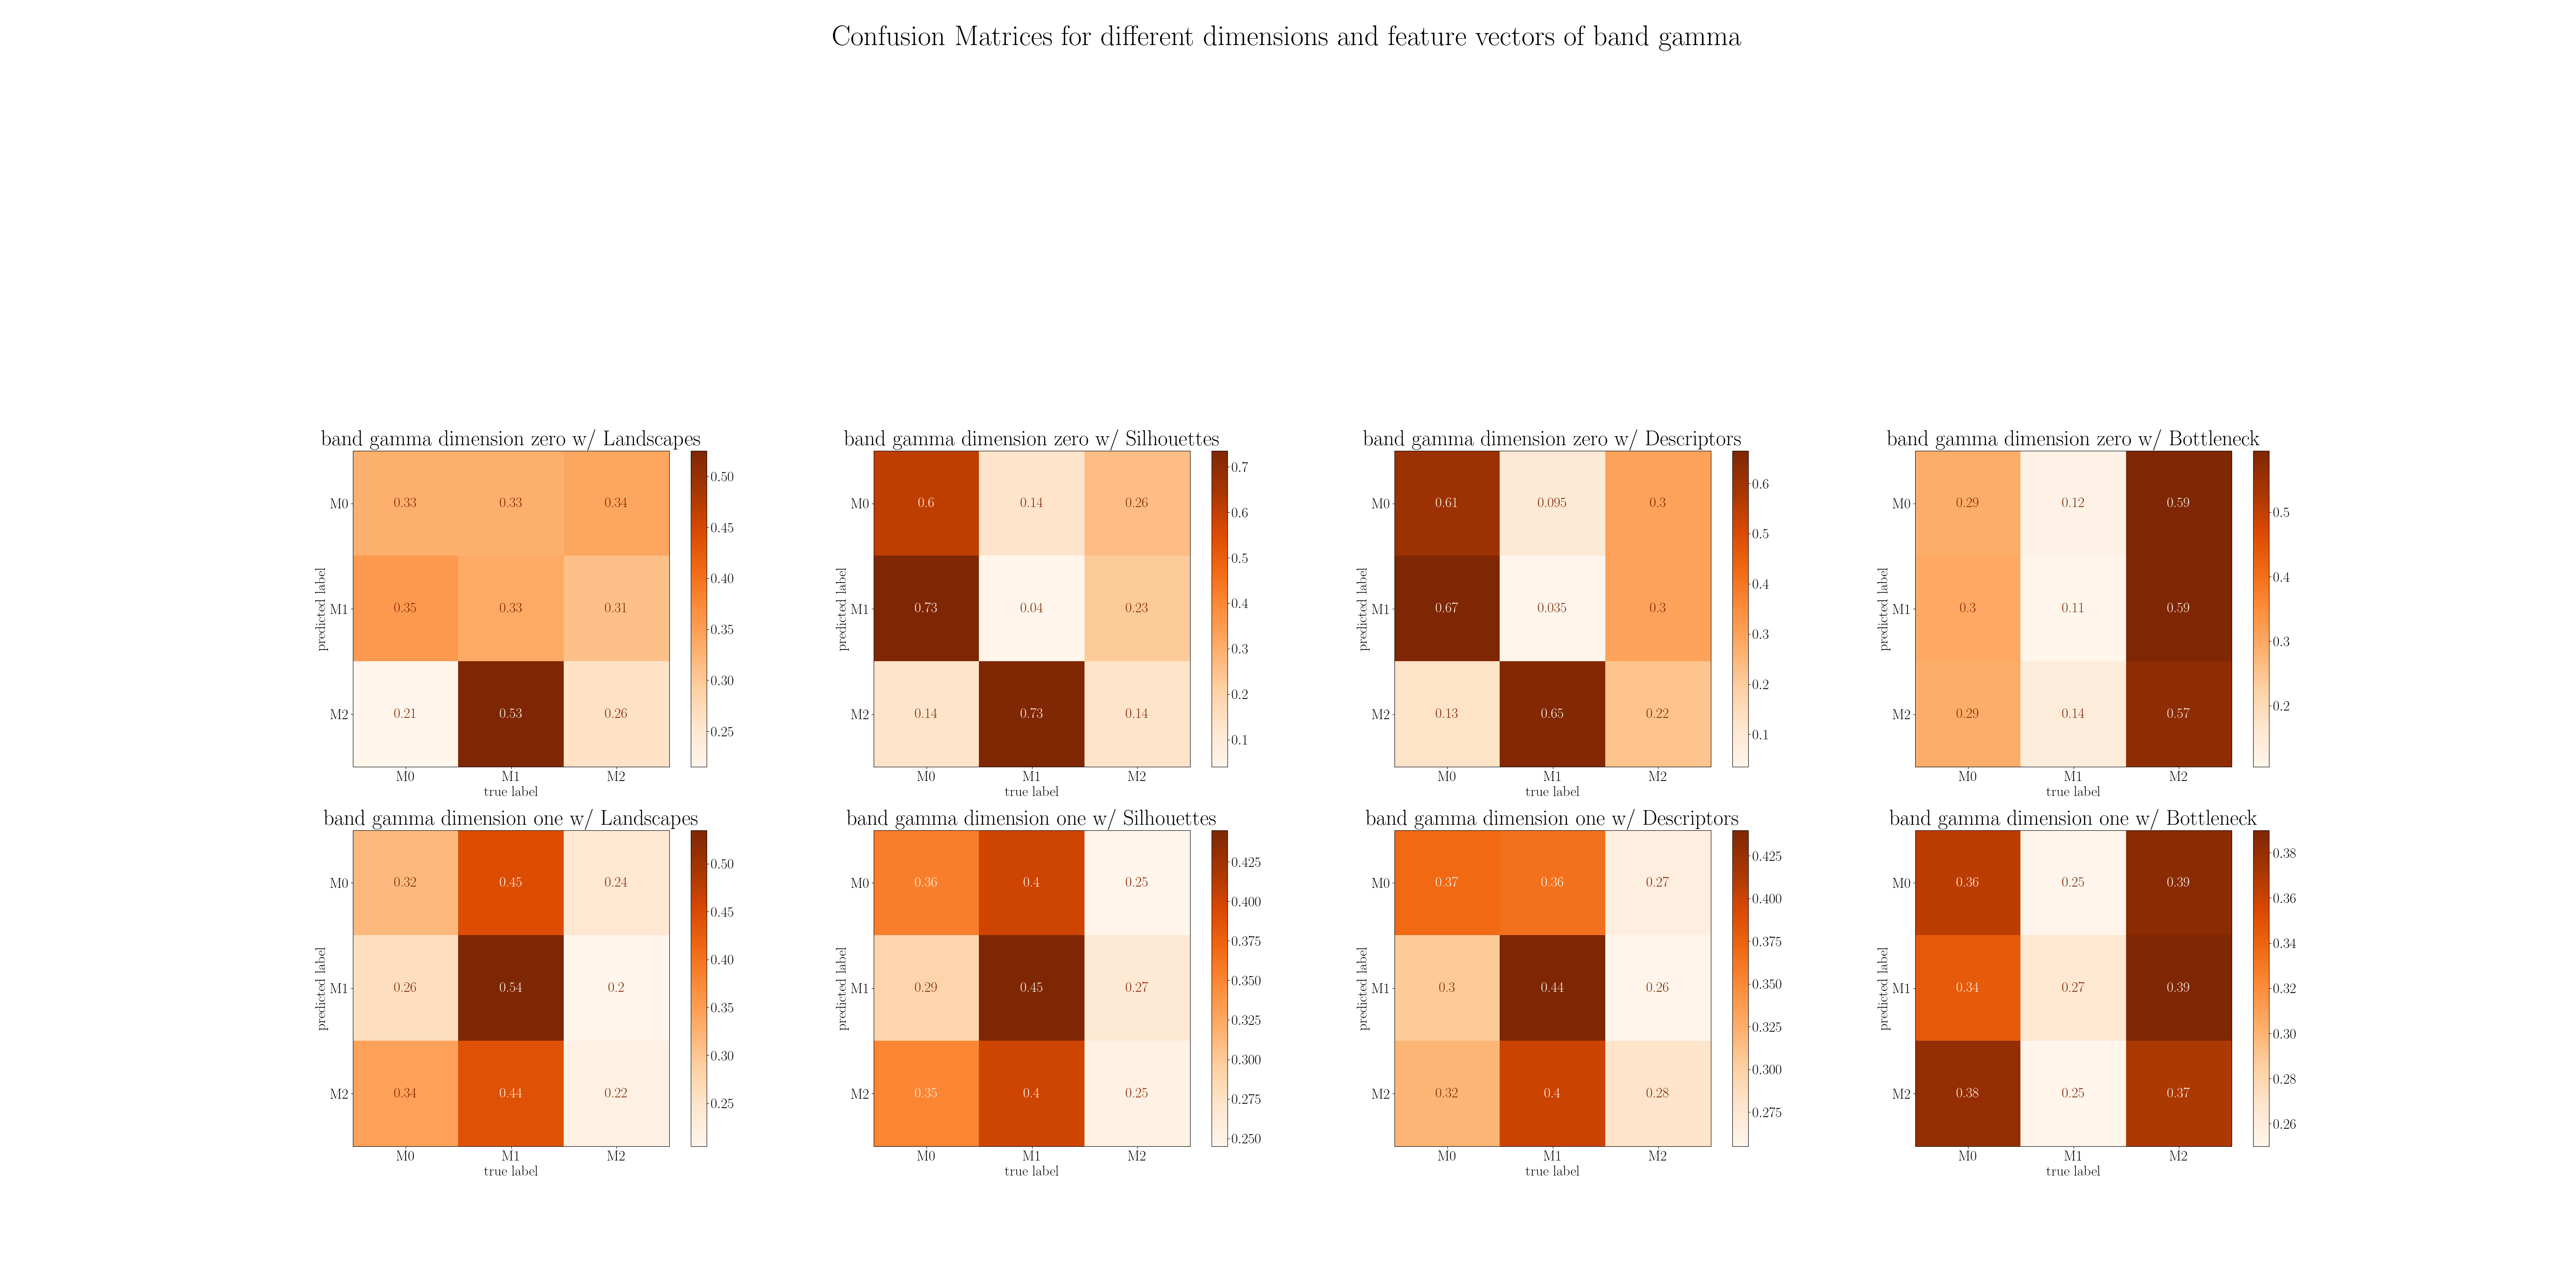 Confusion Matrices for different dimensions and feature vectors of band gamma
band gamma dimension zero w/ Landscapes
predicted label
M0 0.33 0.33 0.34
M1 0.35 0.33 0.31
M2 0.21 0.53 0.26
M0 M1 M2
true label
0.50
0.45
0.40
0.35
0.30
0.25
band gamma dimension zero w/ Silhouettes
predicted label
M0 0.6 0.14 0.26
M1 0.73 0.04 0.23
M2 0.14 0.73 0.14
M0 M1 M2
true label
0.7
0.6
0.5
0.4
0.3
0.2
0.1
band gamma dimension zero w/ Descriptors
predicted label
M0 0.61 0.095 0.3
M1 0.67 0.035 0.3
M2 0.13 0.65 0.22
M0 M1 M2
true label
0.6
0.5
0.4
0.3
0.2
0.1
band gamma dimension zero w/ Bottleneck
predicted label
M0 0.29 0.12 0.59
M1 0.3 0.11 0.59
M2 0.29 0.14 0.57
M0 M1 M2
true label
0.5
0.4
0.3
0.2
band gamma dimension one w/ Landscapes
predicted label
M0 0.32 0.45 0.24
M1 0.26 0.54 0.2
M2 0.34 0.44 0.22
M0 M1 M2
true label
0.50
0.45
0.40
0.35
0.30
0.25
band gamma dimension one w/ Silhouettes
predicted label
M0 0.36 0.4 0.25
M1 0.29 0.45 0.27
M2 0.35 0.4 0.25
M0 M1 M2
true label
0.425
0.400
0.375
0.350
0.325
0.300
0.275
0.250
band gamma dimension one w/ Descriptors
predicted label
M0 0.37 0.36 0.27
M1 0.3 0.44 0.26
M2 0.32 0.4 0.28
M0 M1 M2
true label
0.425
0.400
0.375
0.350
0.325
0.300
0.275
band gamma dimension one w/ Bottleneck
predicted label
M0 0.36 0.25 0.39
M1 0.34 0.27 0.39
M2 0.38 0.25 0.37
M0 M1 M2
true label
0.38
0.36
0.34
0.32
0.30
0.28
0.26